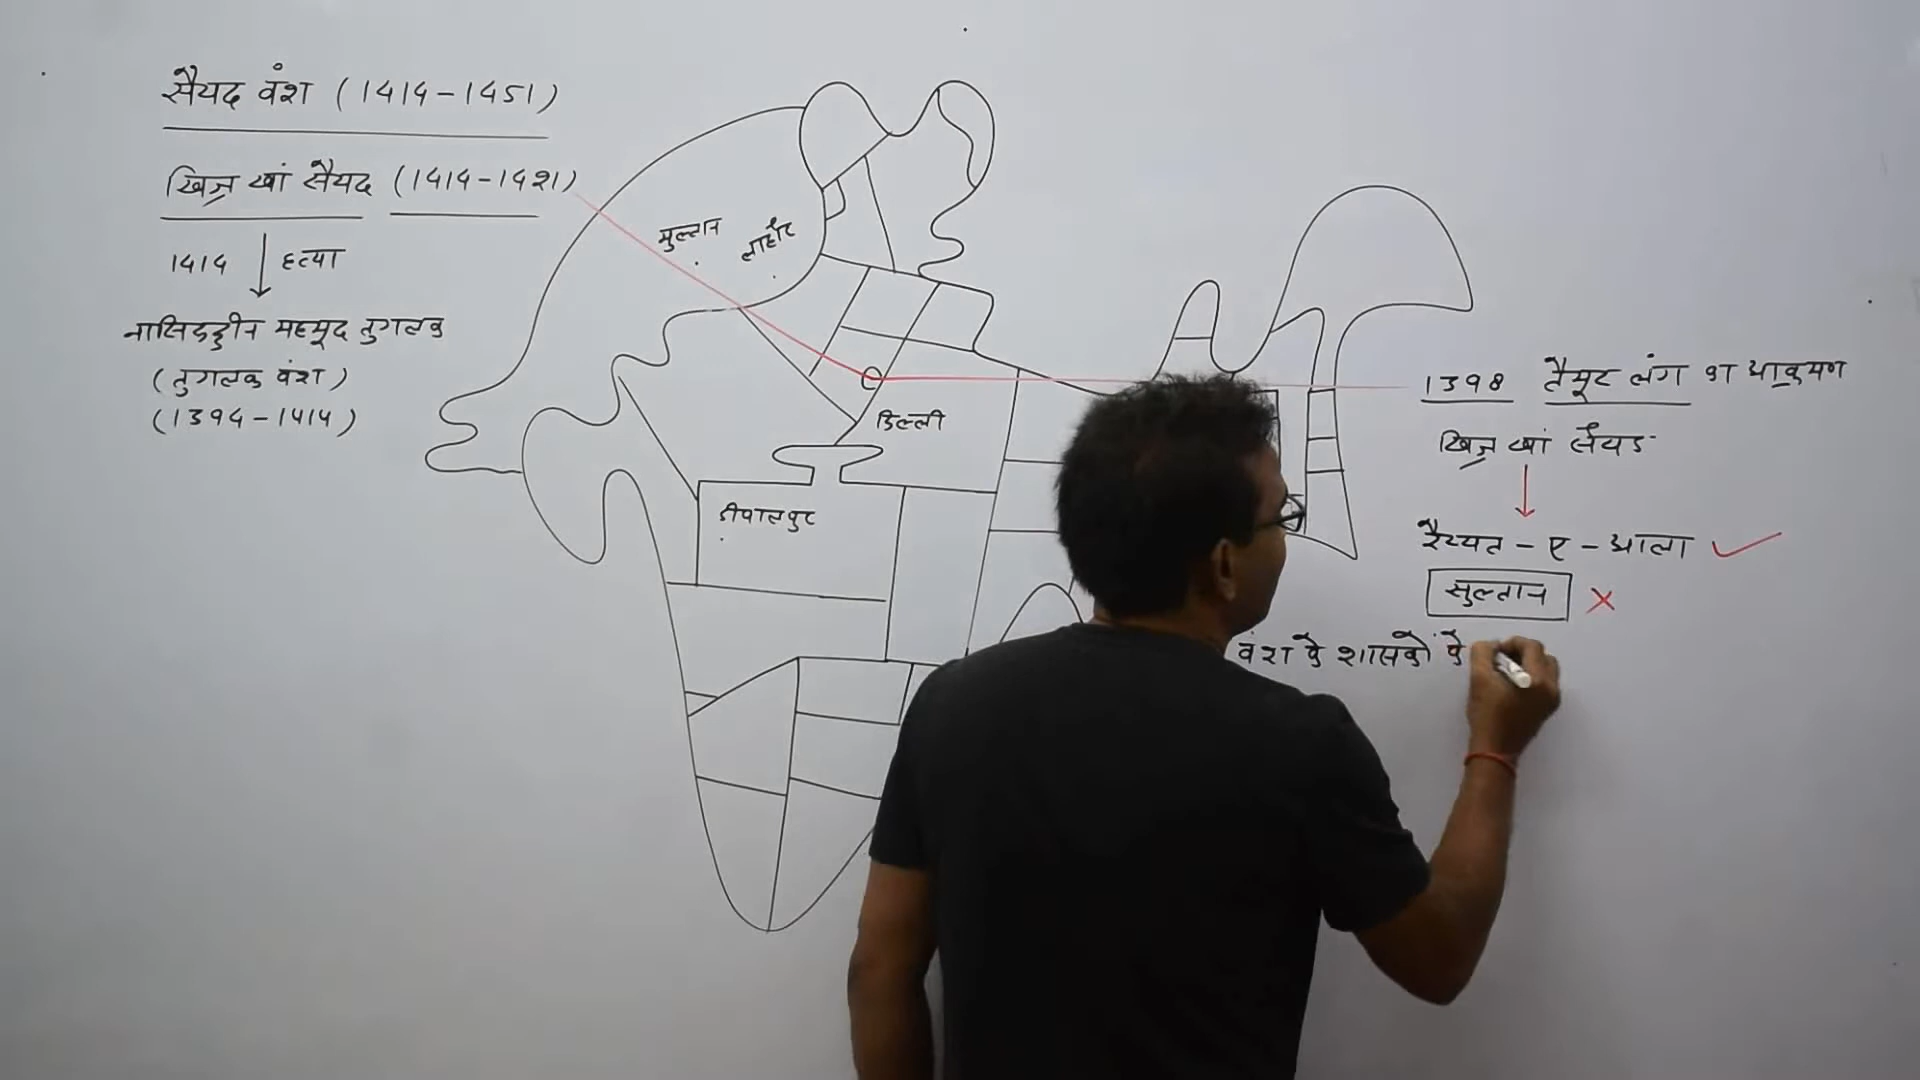 सैयद वंश (1414-1451)
खिज्र खां सैयद (1414-1421)
1414 हत्या
नासिरुद्दीन महमूद तुगलक
(तुगलक वंश)
(1394-1414)
मुल्तान
लाहौर
दिल्ली
दीपालपुर
1398 तैमूर लंग का आक्रमण
खिज्र खां सैयद
रैय्यत-ए-आला
सुल्तान
वंश के शासकों के